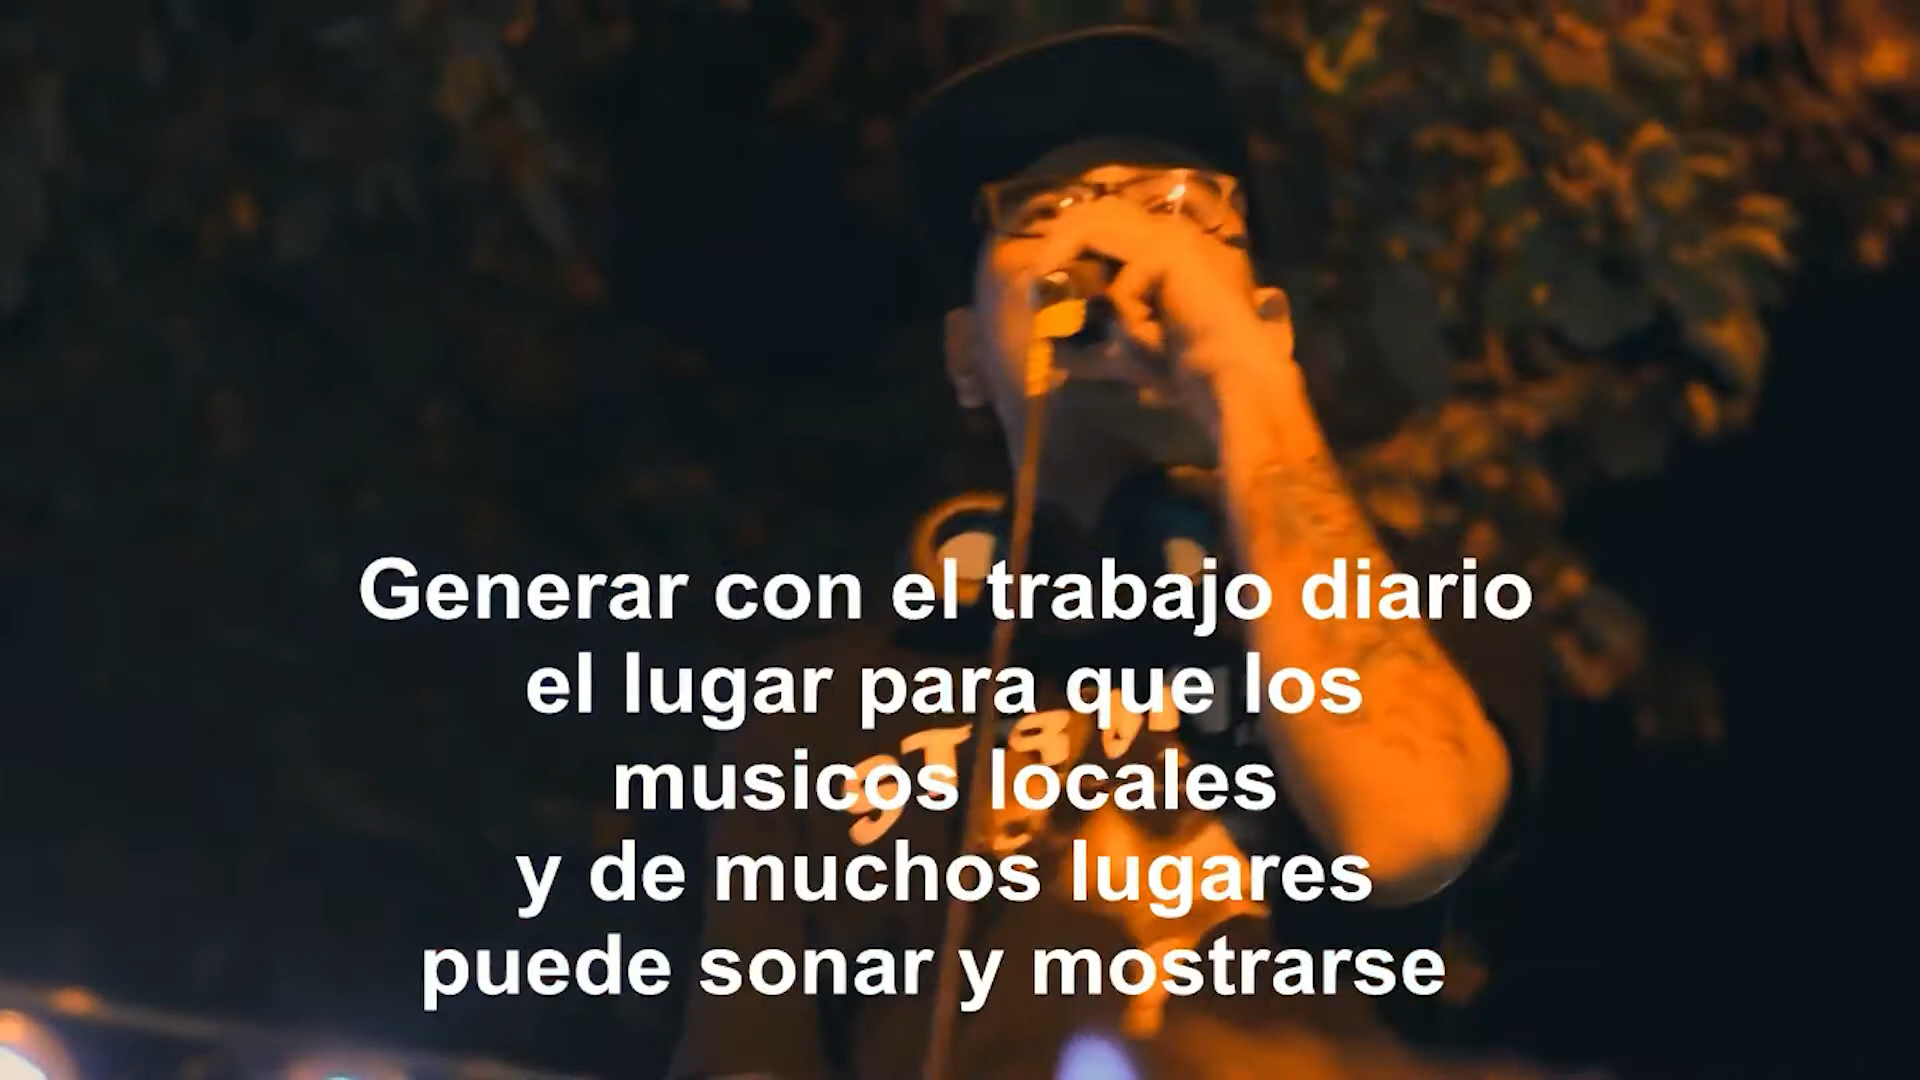 Generar con el trabajo diario
el lugar para que los
musicos locales
y de muchos lugares
puede sonar y mostrarse